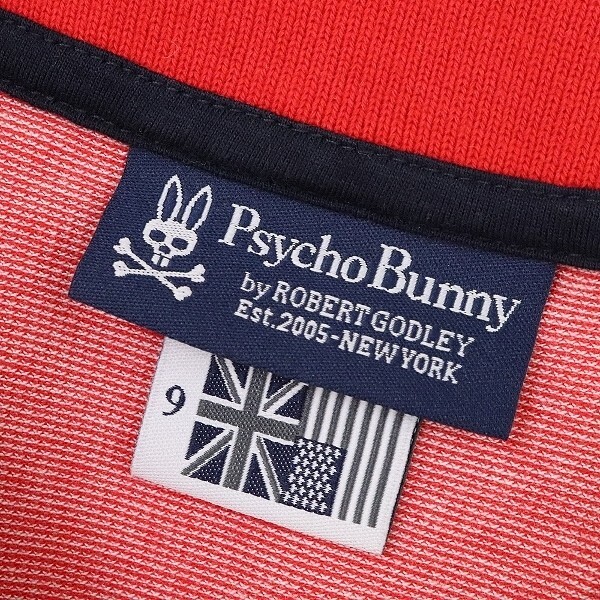 Psycho Bunny
by ROBERT GODLEY
Est.2005-NEW YORK
9